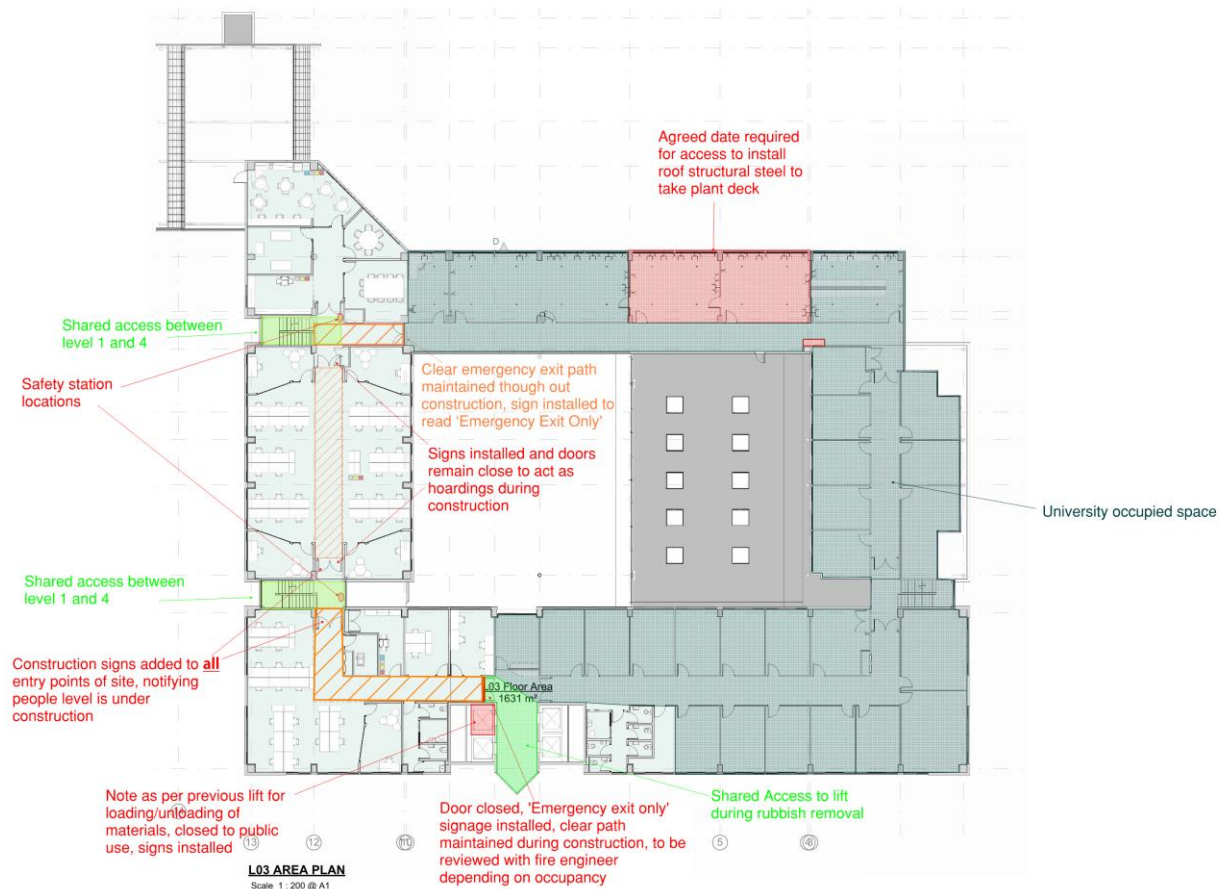 Agreed date required
for access to install
roof structural steel to
take plant deck
D
Shared access between
level 1 and 4
Safety station
locations
Clear emergency exit path
maintained though out
construction, sign installed to
read 'Emergency Exit Only'
Signs installed and doors
remain close to act as
hoardings during
construction
University occupied space
Shared access between
level 1 and 4
Construction signs added to all
entry points of site, notifying
people level is under
construction
L03 Floor Area
1631 m²
Note as per previous lift for
loading/unloading of
materials, closed to public
use, signs installed
Door closed, 'Emergency exit only'
signage installed, clear path
maintained during construction, to be
reviewed with fire engineer
depending on occupancy
Shared Access to lift
during rubbish removal
13
12
5
L03 AREA PLAN
Scale 1 : 200 @ A1